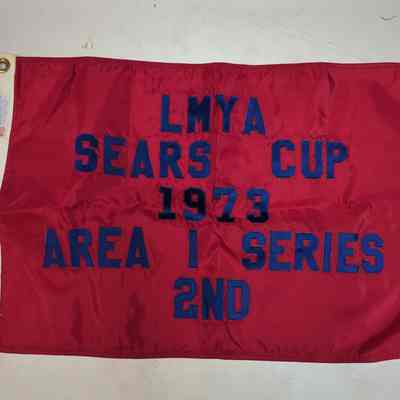 LMYA
SEARS CUP
1973
AREA I SERIES
2ND